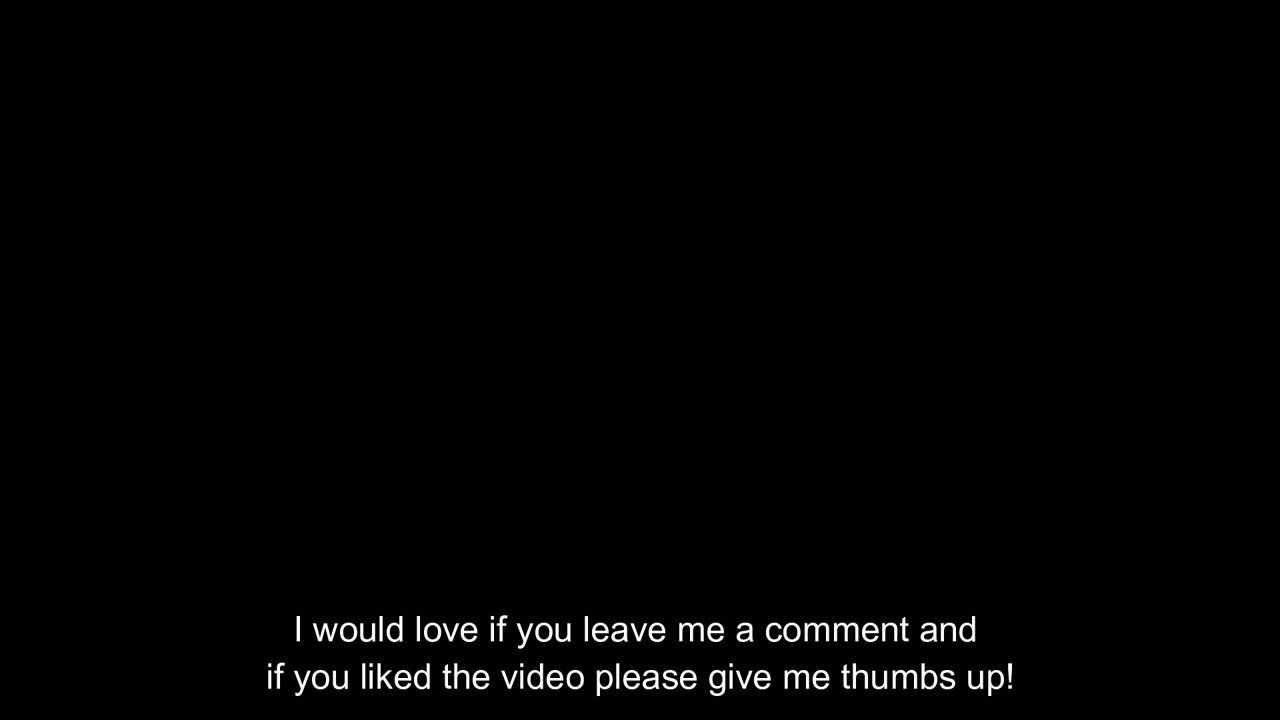 I would love if you leave me a comment and
if you liked the video please give me thumbs up!